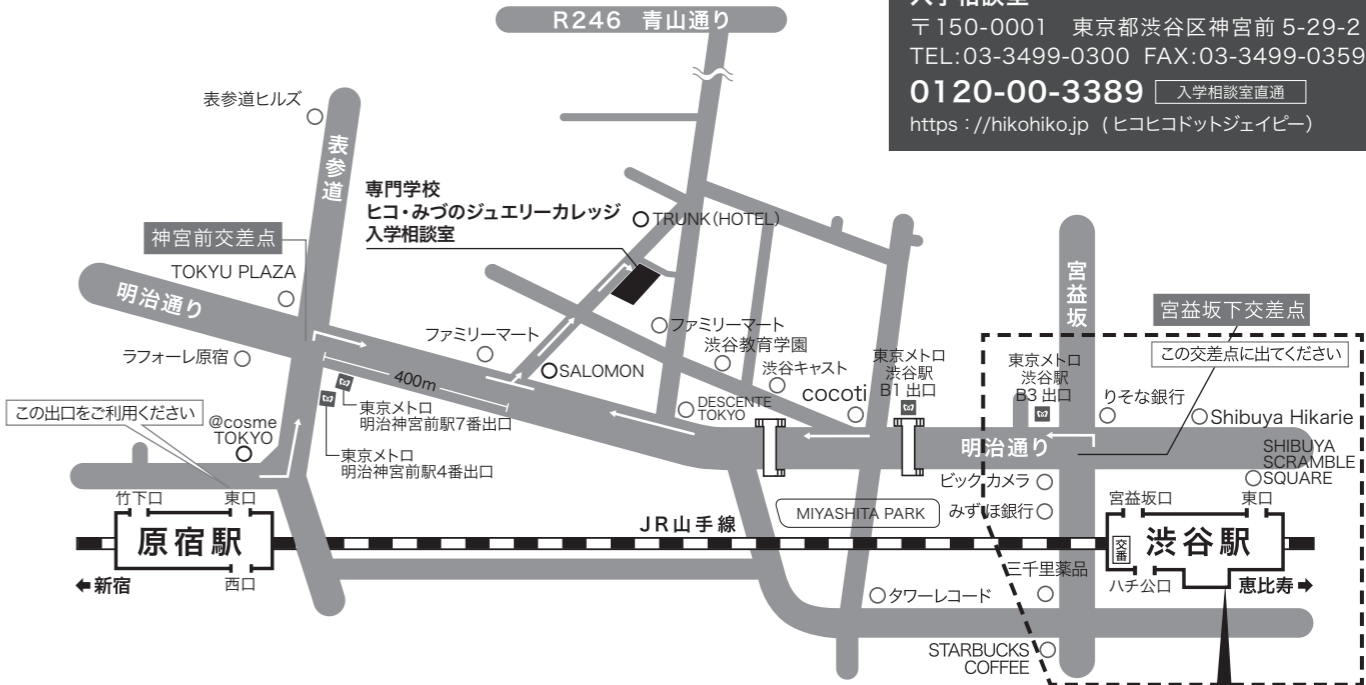 入学相談室
〒150-0001 東京都渋谷区神宮前 5-29-2
TEL:03-3499-0300 FAX:03-3499-0359
0120-00-3389 入学相談室直通
https://hikohiko.jp (ヒコヒコドットジェイピー)
R246 青山通り
表参道ヒルズ
表参道
専門学校
ヒコ・みづのジュエリーカレッジ
入学相談室
TRUNK(HOTEL)
神宮前交差点
TOKYU PLAZA
明治通り
ラフォーレ原宿
ファミリーマート
SALOMON
400m
ファミリーマート
渋谷教育学園
渋谷キャスト
cocoti
DESCENTE
TOKYO
東京メトロ
渋谷駅
B1 出口
宮益坂
宮益坂下交差点
この交差点に出てください
東京メトロ
渋谷駅
B3 出口
りそな銀行
Shibuya Hikarie
SHIBUYA
SCRAMBLE
SQUARE
明治通り
ビックカメラ
みずほ銀行
この出口をご利用ください
@cosme
TOKYO
東京メトロ
明治神宮前駅7番出口
東京メトロ
明治神宮前駅4番出口
竹下口
東口
原宿駅
西口
新宿
JR山手線
MIYASHITA PARK
宮益坂口
東口
交番
渋谷駅
ハチ公口
恵比寿
三千里薬品
タワーレコード
STARBUCKS
COFFEE